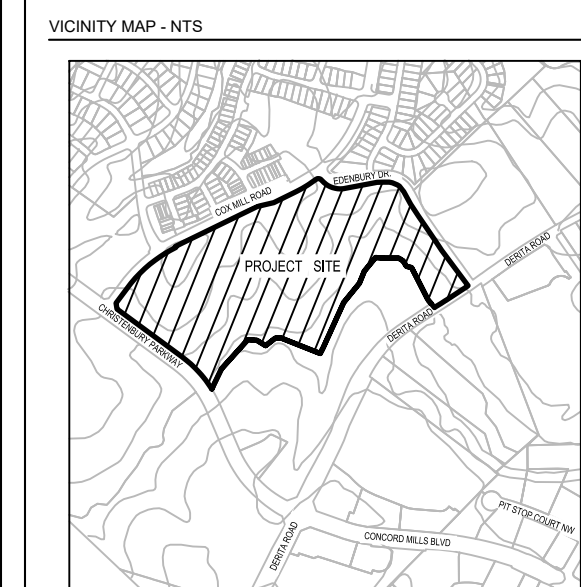 VICINITY MAP - NTS
EDENBURY DR.
COX MILL ROAD
DERITA ROAD
PROJECT SITE
CHRISTENBURY PARKWAY
DERITA ROAD
PIT STOP COURT NW
CONCORD MILLS BLVD
DERITA ROAD